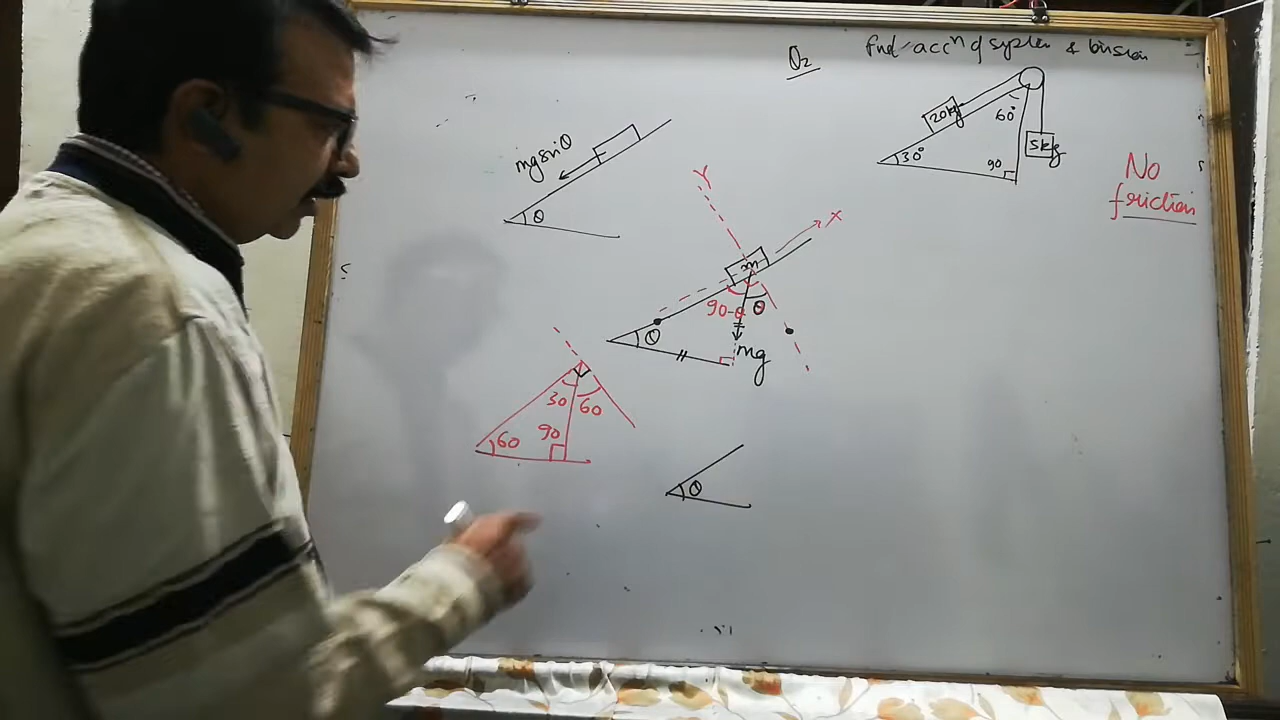 Q2 Find accⁿ of system & tension
20kg
60°
30°
90
5kg
No
friction
mg sinθ
θ
Y
X
m
90-θ
θ
θ
mg
30
60
60
90
θ